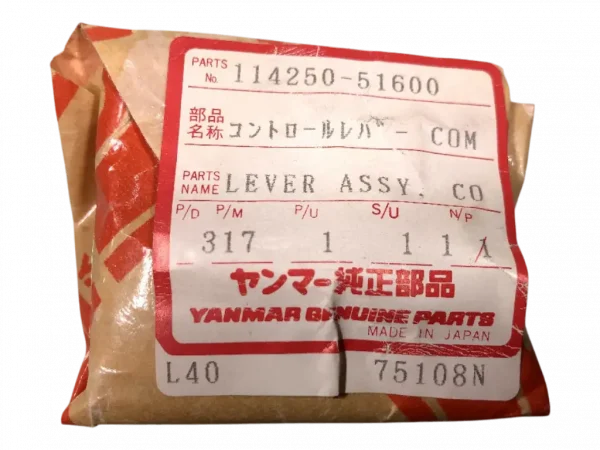 PARTS No. 114250-51600
部品名称 コントロールレバー COM
PARTS NAME LEVER ASSY. CO
P/D P/M P/U S/U N/P
317 1 1 1 1
ヤンマー純正部品
YANMAR GENUINE PARTS
MADE IN JAPAN
L40 75108N